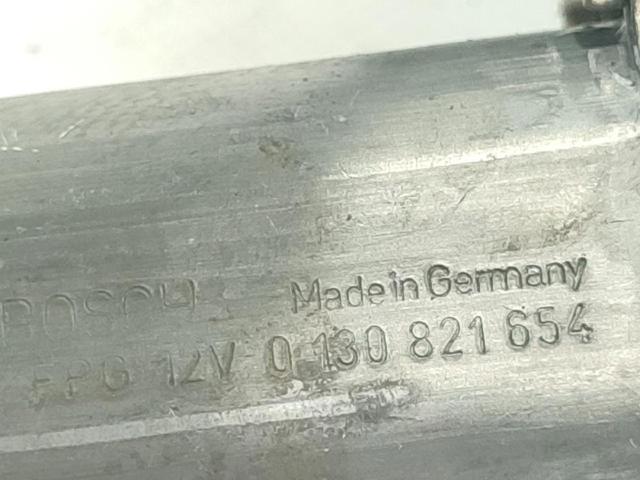 BOSCH Made in Germany
FPG 12V 0 130 821 654